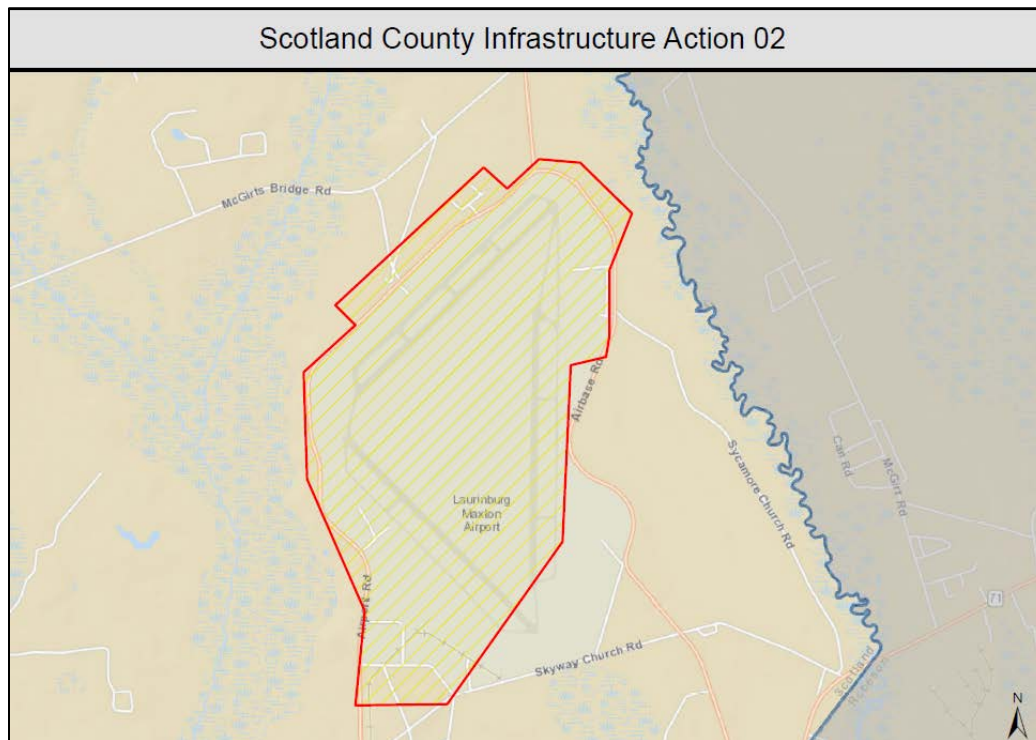 Scotland County Infrastructure Action 02
McGirts Bridge Rd
Airbase Rd
Sycamore Church Rd
Can Rd
McGirt Rd
Laurinburg
Maxton
Airport
71
Airport Rd
Skyway Church Rd
Scotland
Robeson
N